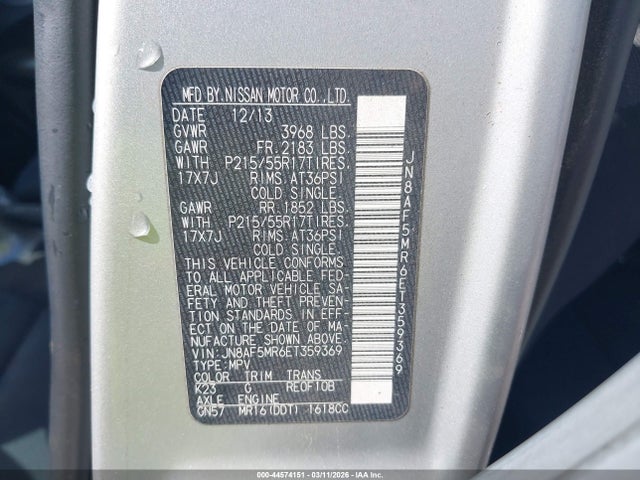 MFD BY.NISSAN MOTOR CO.,LTD.
DATE 12/13
GVWR 3968 LBS.
GAWR FR. 2183 LBS.
WITH P215/55R17TIRES.
17X7J RIMS AT36PSI
COLD SINGLE.
GAWR RR. 1852 LBS.
WITH P215/55R17TIRES.
17X7J RIMS AT36PSI
COLD SINGLE.
THIS VEHICLE CONFORMS
TO ALL APPLICABLE FED-
ERAL MOTOR VEHICLE SA-
FETY AND THEFT PREVEN-
TION STANDARDS IN EFF-
ECT ON THE DATE OF MA-
NUFACTURE SHOWN ABOVE.
VIN: JN8AF5MR6ET359369
TYPE: MPV
COLOR TRIM TRANS
K23 G RE0F10B
AXLE ENGINE
GN57 MR16(DDT) 1618CC
JN8AF5MR6ET359369
000-44574151 - 03/11/2026 - IAA Inc.